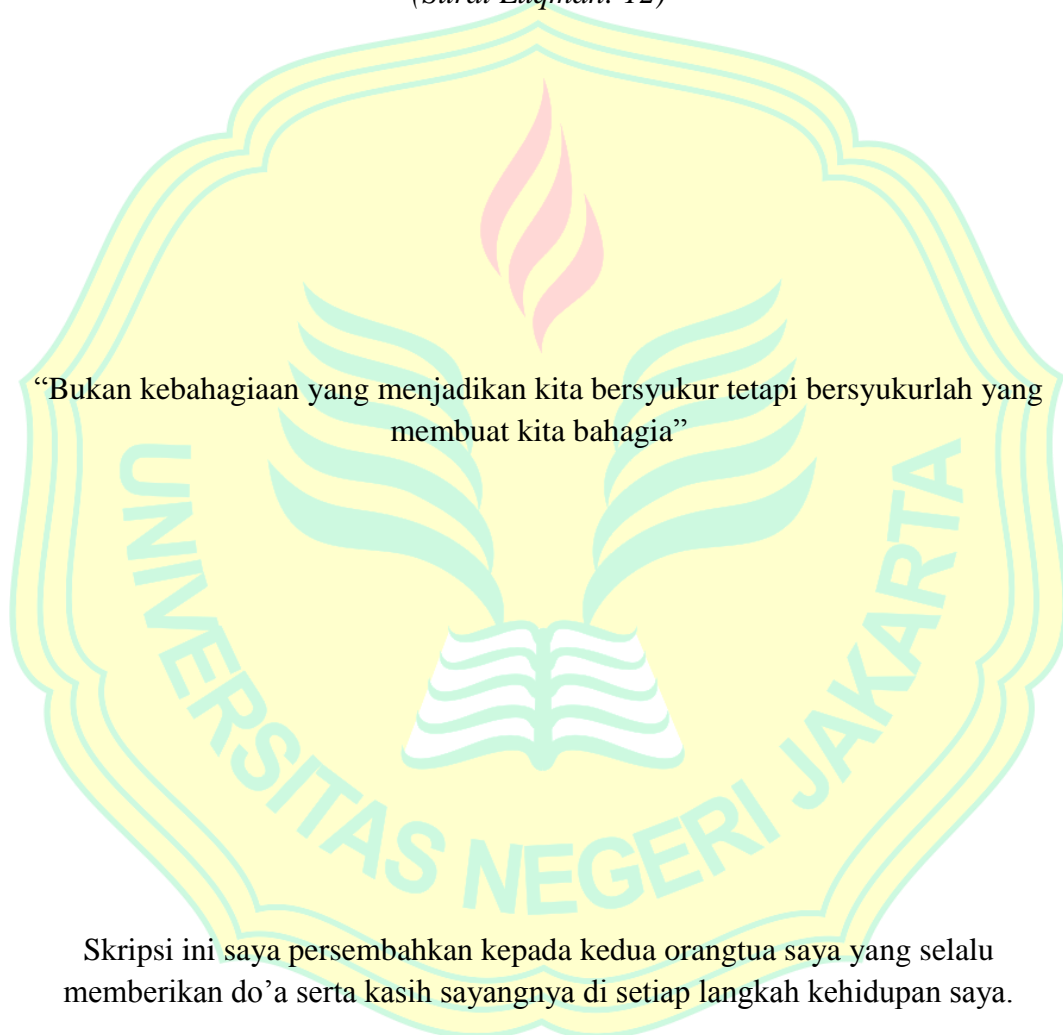 (Surat Luqman: 12)
“Bukan kebahagiaan yang menjadikan kita bersyukur tetapi bersyukurlah yang
membuat kita bahagia”
UNIVERSITAS NEGERI JAKARTA
Skripsi ini saya persembahkan kepada kedua orangtua saya yang selalu
memberikan do’a serta kasih sayangnya di setiap langkah kehidupan saya.